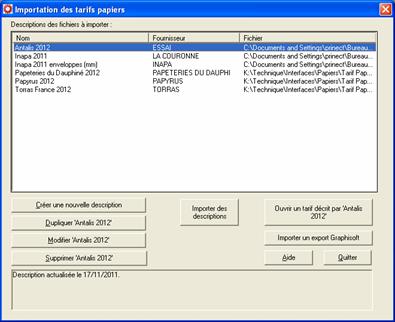 Importation des tarifs papiers
Descriptions des fichiers à importer :
Nom Fournisseur Fichier
Antalis 2012 ESSAI C:\Documents and Settings\prinect\Bureau...
Inapa 2011 LA COURONNE C:\Documents and Settings\prinect\Bureau...
Inapa 2011 enveloppes (mm) INAPA C:\Documents and Settings\prinect\Bureau...
Papeteries du Dauphiné 2012 PAPETERIES DU DAUPHI K:\Technique\Interfaces\Papiers\Tarif Pap...
Papyrus 2012 PAPYRUS K:\Technique\Interfaces\Papiers\Tarif Pap...
Torras France 2012 TORRAS K:\Technique\Interfaces\Papiers\Tarif Pap...
Créer une nouvelle description
Dupliquer 'Antalis 2012'
Modifier 'Antalis 2012'
Supprimer 'Antalis 2012'
Importer des
descriptions
Ouvrir un tarif décrit par 'Antalis
2012'
Importer un export Graphisoft
Aide
Quitter
Description actualisée le 17/11/2011.